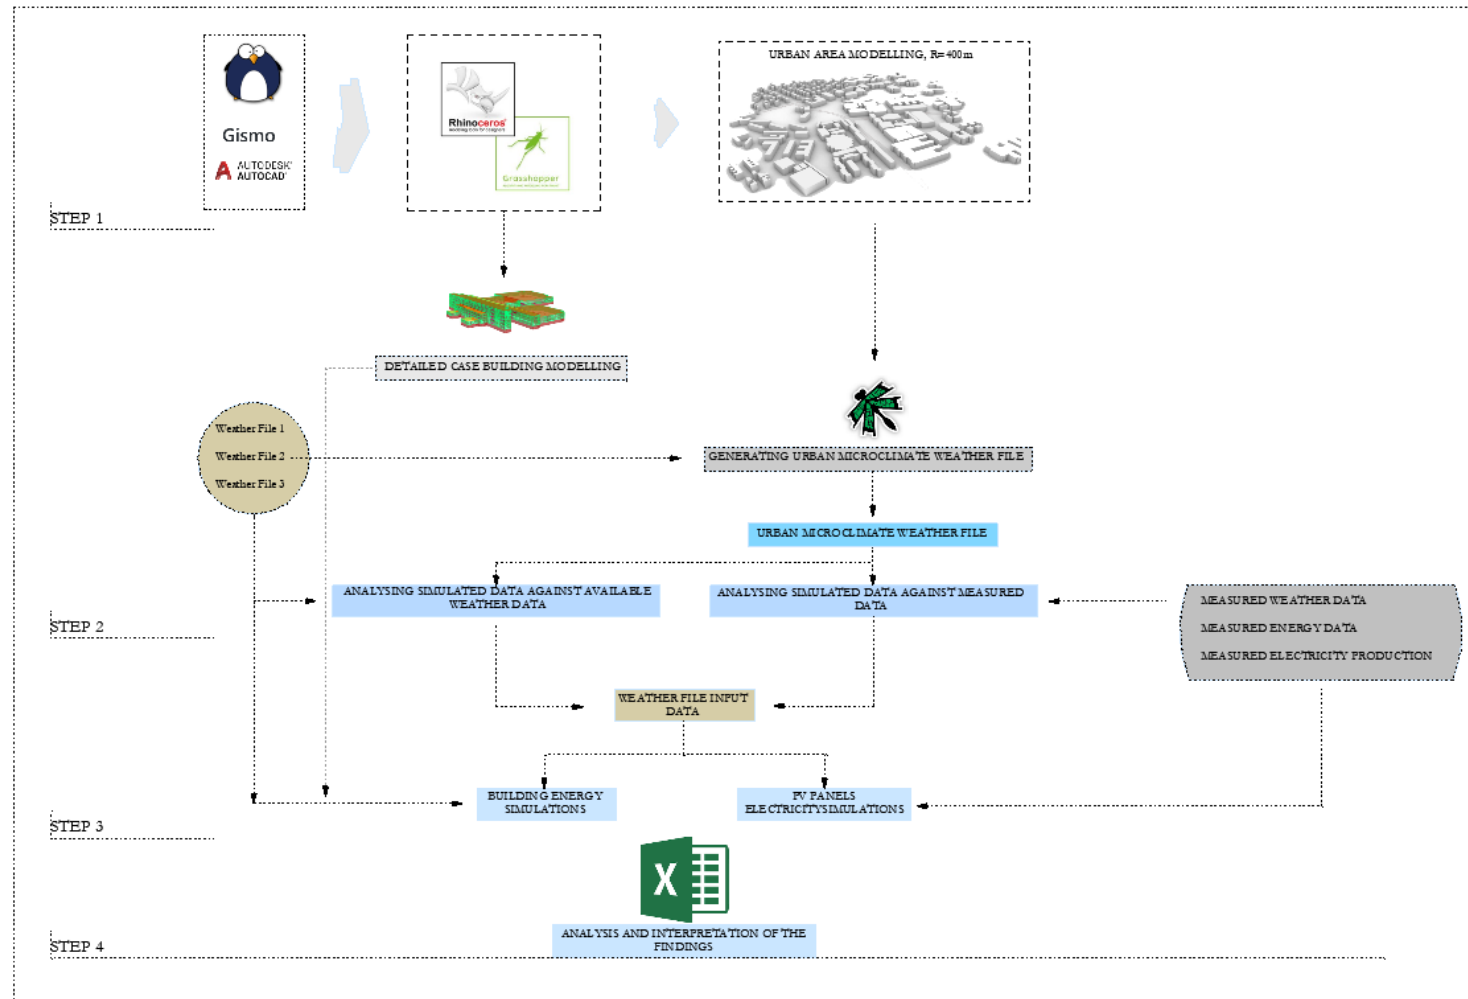 URBAN AREA MODELLING, R=400m
Rhinoceros
Grasshopper
Gismo
AUTODESK
AUTOCAD
STEP 1
DETAILED CASE BUILDING MODELLING
Weather File 1
Weather File 2
Weather File 3
GENERATING URBAN MICROCLIMATE WEATHER FILE
URBAN MICROCLIMATE WEATHER FILE
ANALYSING SIMULATED DATA AGAINST AVAILABLE
WEATHER DATA
ANALYSING SIMULATED DATA AGAINST MEASURED
DATA
MEASURED WEATHER DATA
MEASURED ENERGY DATA
MEASURED ELECTRICITY PRODUCTION
STEP 2
WEATHER FILE INPUT
DATA
BUILDING ENERGY
SIMULATIONS
PV PANELS
ELECTRICITYSIMULATIONS
STEP 3
X
ANALYSIS AND INTERPRETATION OF THE
FINDINGS
STEP 4